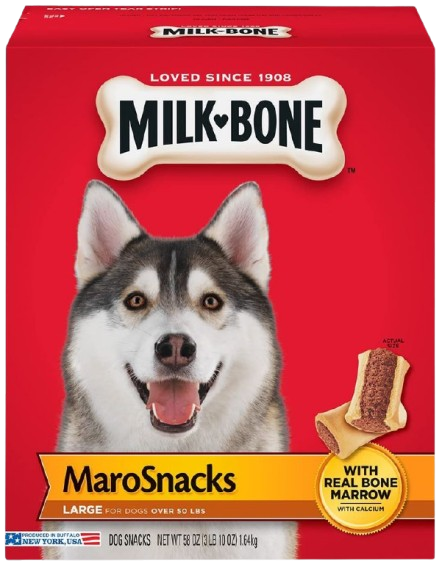 EASY OPEN TEAR STRIP!
MILK-BONE
LOVED SINCE 1908
MILK♥BONE
TM
ACTUAL
SIZE
MaroSnacks
LARGE FOR DOGS OVER 50 LBS
WITH
REAL BONE
MARROW
WITH CALCIUM
PRODUCED IN BUFFALO
NEW YORK, USA
DOG SNACKS NET WT 58 OZ (3 LB 10 OZ) 1.64kg